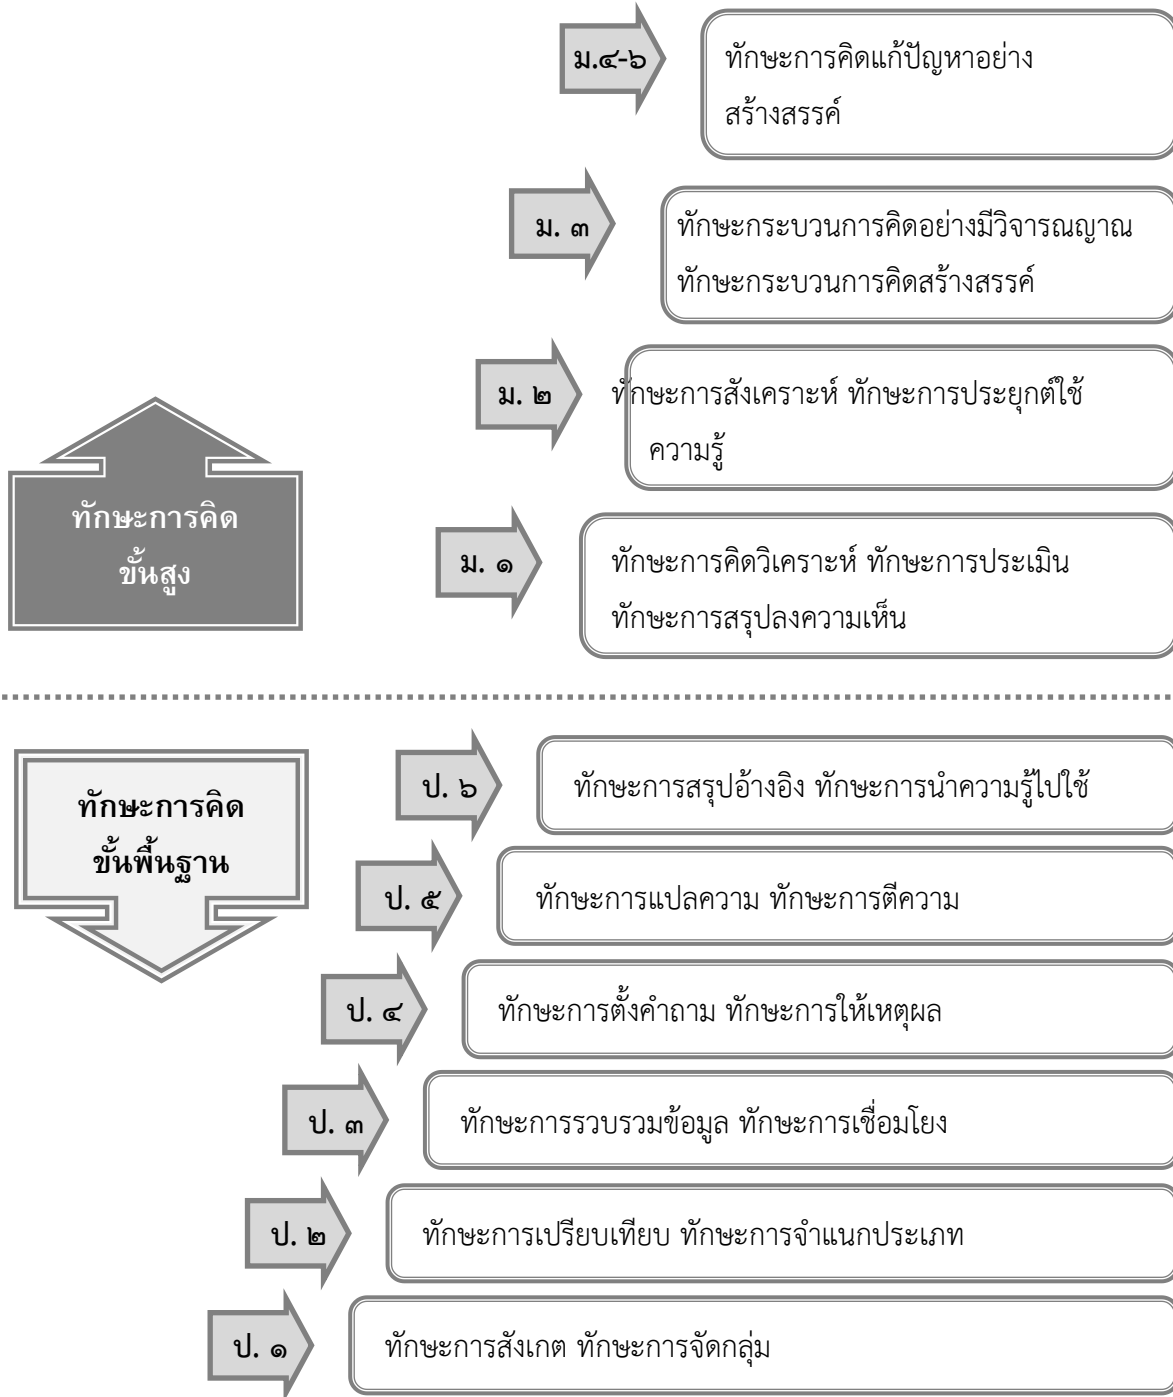 ม.๔-๖
ทักษะการคิดแก้ปัญหาอย่าง
สร้างสรรค์
ม. ๓
ทักษะกระบวนการคิดอย่างมีวิจารณญาณ
ทักษะกระบวนการคิดสร้างสรรค์
ม. ๒
ทักษะการสังเคราะห์ ทักษะการประยุกต์ใช้
ความรู้
ทักษะการคิด
ขั้นสูง
ม. ๑
ทักษะการคิดวิเคราะห์ ทักษะการประเมิน
ทักษะการสรุปลงความเห็น
ทักษะการคิด
ขั้นพื้นฐาน
ป. ๖
ทักษะการสรุปอ้างอิง ทักษะการนำความรู้ไปใช้
ป. ๕
ทักษะการแปลความ ทักษะการตีความ
ป. ๔
ทักษะการตั้งคำถาม ทักษะการให้เหตุผล
ป. ๓
ทักษะการรวบรวมข้อมูล ทักษะการเชื่อมโยง
ป. ๒
ทักษะการเปรียบเทียบ ทักษะการจำแนกประเภท
ป. ๑
ทักษะการสังเกต ทักษะการจัดกลุ่ม